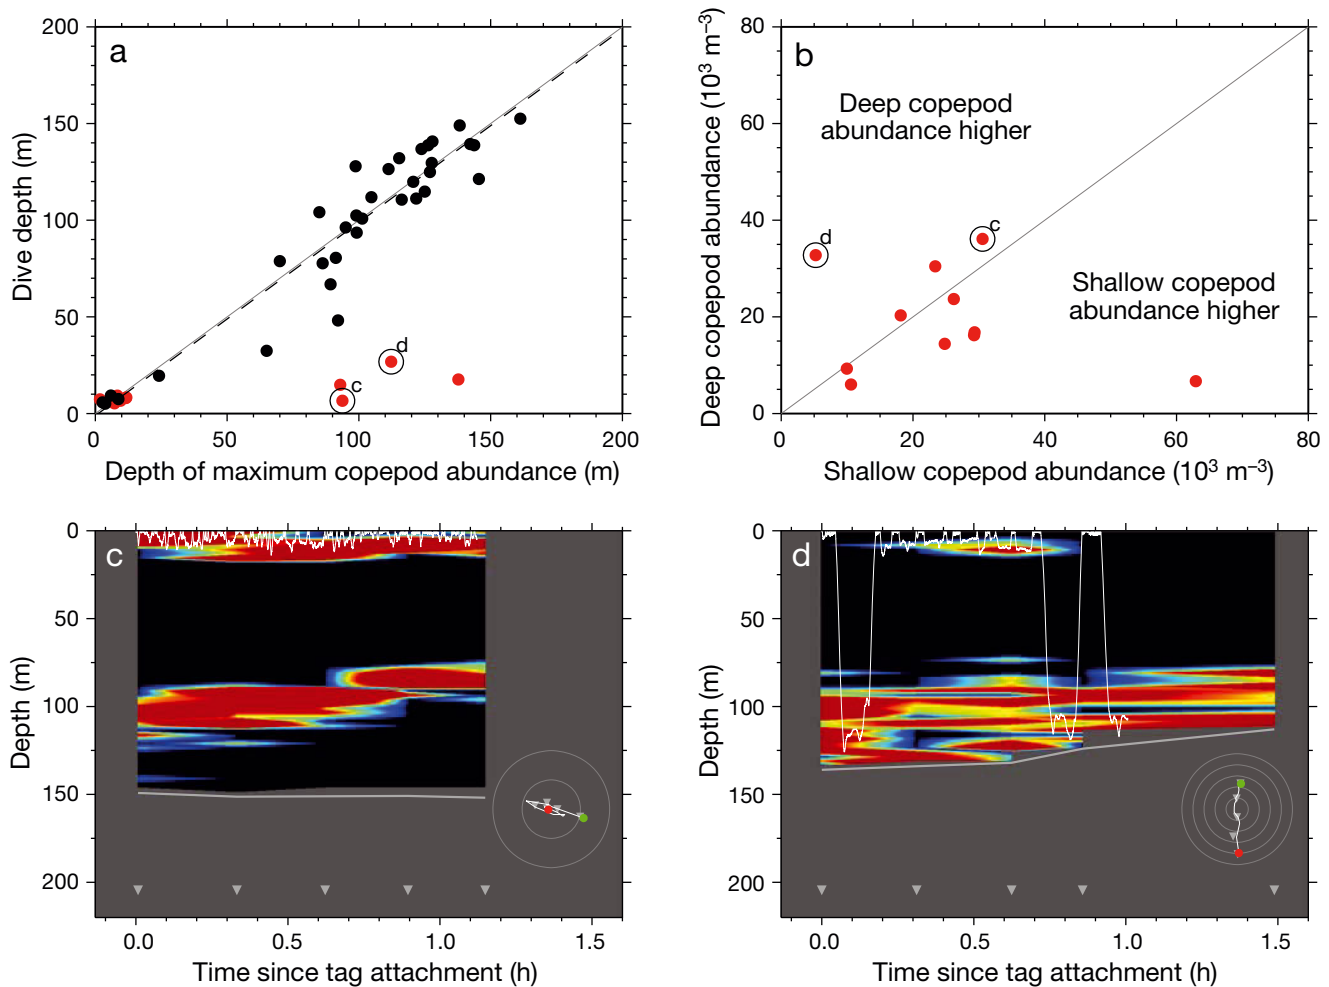 a
d
c
200
150
100
50
0
0
50
100
150
200
Dive depth (m)
Depth of maximum copepod abundance (m)
b
Deep copepod
abundance higher
Shallow copepod
abundance higher
d
c
80
60
40
20
0
0
20
40
60
80
Deep copepod abundance (10³ m⁻³)
Shallow copepod abundance (10³ m⁻³)
c
0
50
100
150
200
0.0
0.5
1.0
1.5
Depth (m)
Time since tag attachment (h)
d
0
50
100
150
200
0.0
0.5
1.0
1.5
Depth (m)
Time since tag attachment (h)